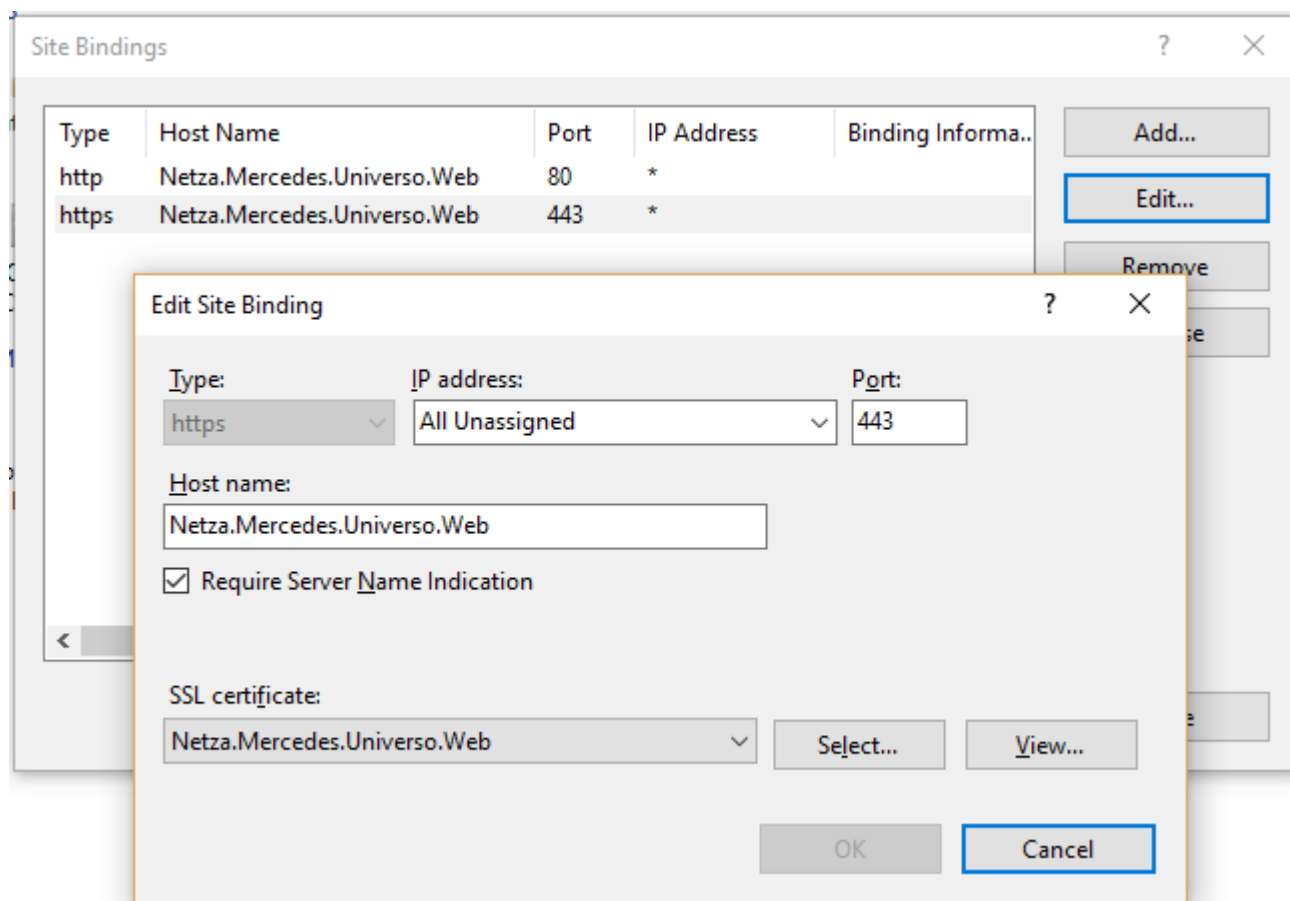 Site Bindings
Type Host Name Port IP Address Binding Informa..
http Netza.Mercedes.Universo.Web 80 *
https Netza.Mercedes.Universo.Web 443 *
Add...
Edit...
Remove
Edit Site Binding
Type: IP address: Port:
https All Unassigned 443
Host name:
Netza.Mercedes.Universo.Web
Require Server Name Indication
SSL certificate:
Netza.Mercedes.Universo.Web Select... View...
OK Cancel